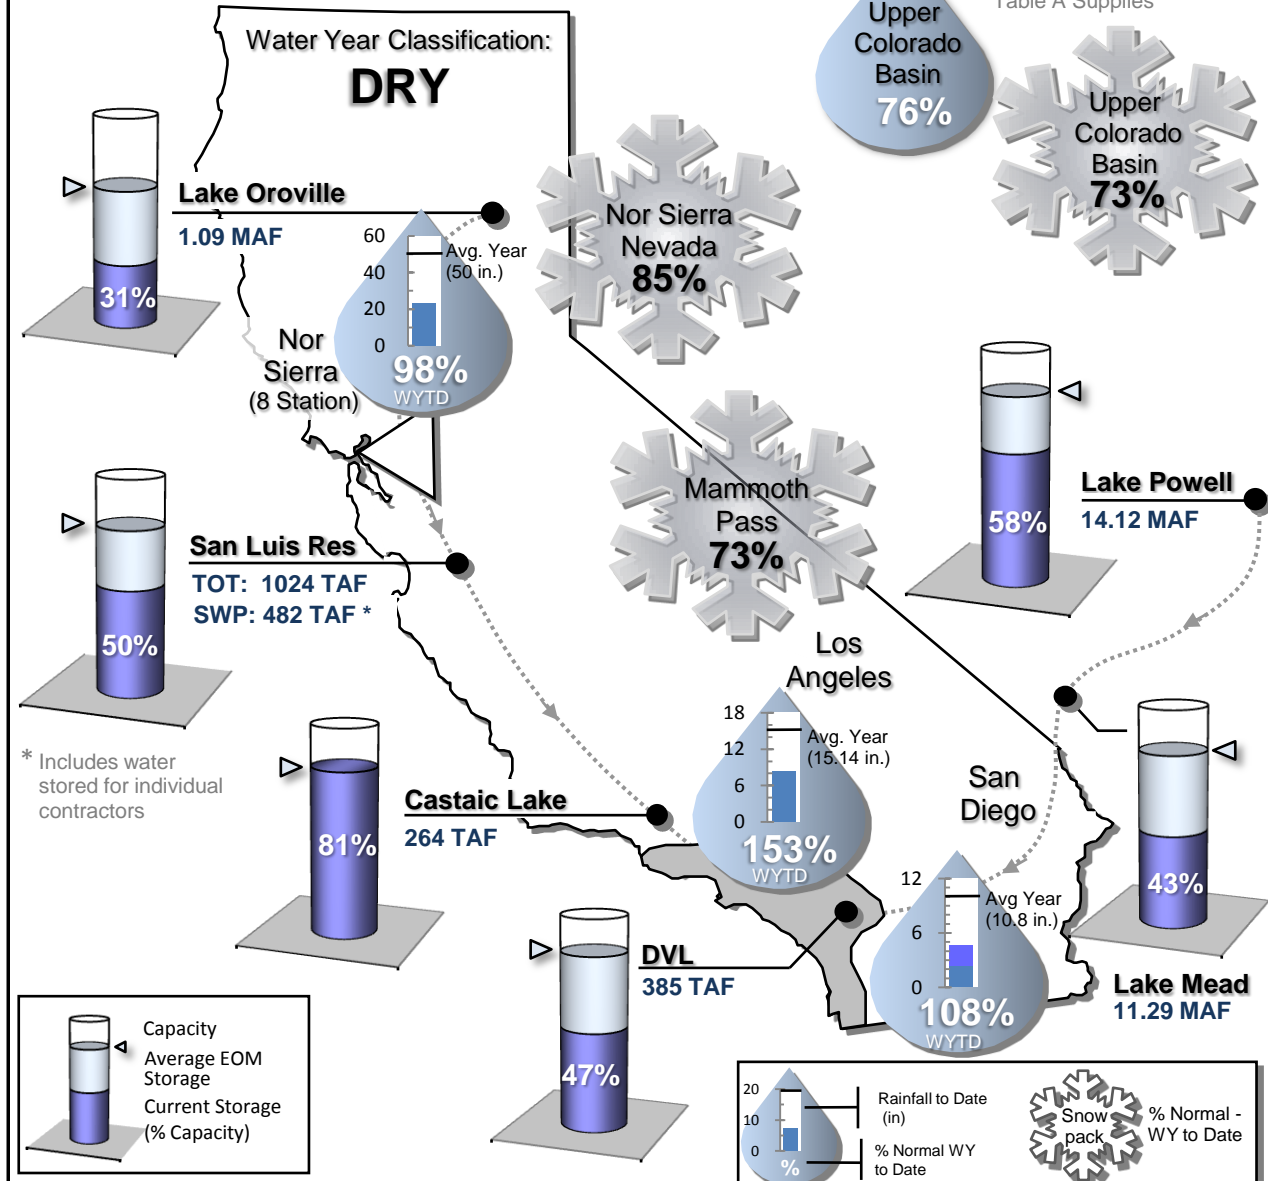 Table A Supplies
Water Year Classification:
DRY
Upper
Colorado
Basin
76%
Upper
Colorado
Basin
73%
Lake Oroville
1.09 MAF
31%
60
40
20
0
Avg. Year
(50 in.)
98%
WYTD
Nor
Sierra
(8 Station)
Nor Sierra
Nevada
85%
Mammoth
Pass
73%
Lake Powell
14.12 MAF
58%
San Luis Res
TOT: 1024 TAF
SWP: 482 TAF *
50%
* Includes water
stored for individual
contractors
Los
Angeles
18
12
6
0
Avg. Year
(15.14 in.)
153%
WYTD
Castaic Lake
264 TAF
81%
San
Diego
12
6
0
Avg Year
(10.8 in.)
108%
WYTD
43%
Lake Mead
11.29 MAF
DVL
385 TAF
47%
Capacity
Average EOM
Storage
Current Storage
(% Capacity)
20
10
0
%
Rainfall to Date
(in)
% Normal WY
to Date
Snow
pack
% Normal -
WY to Date